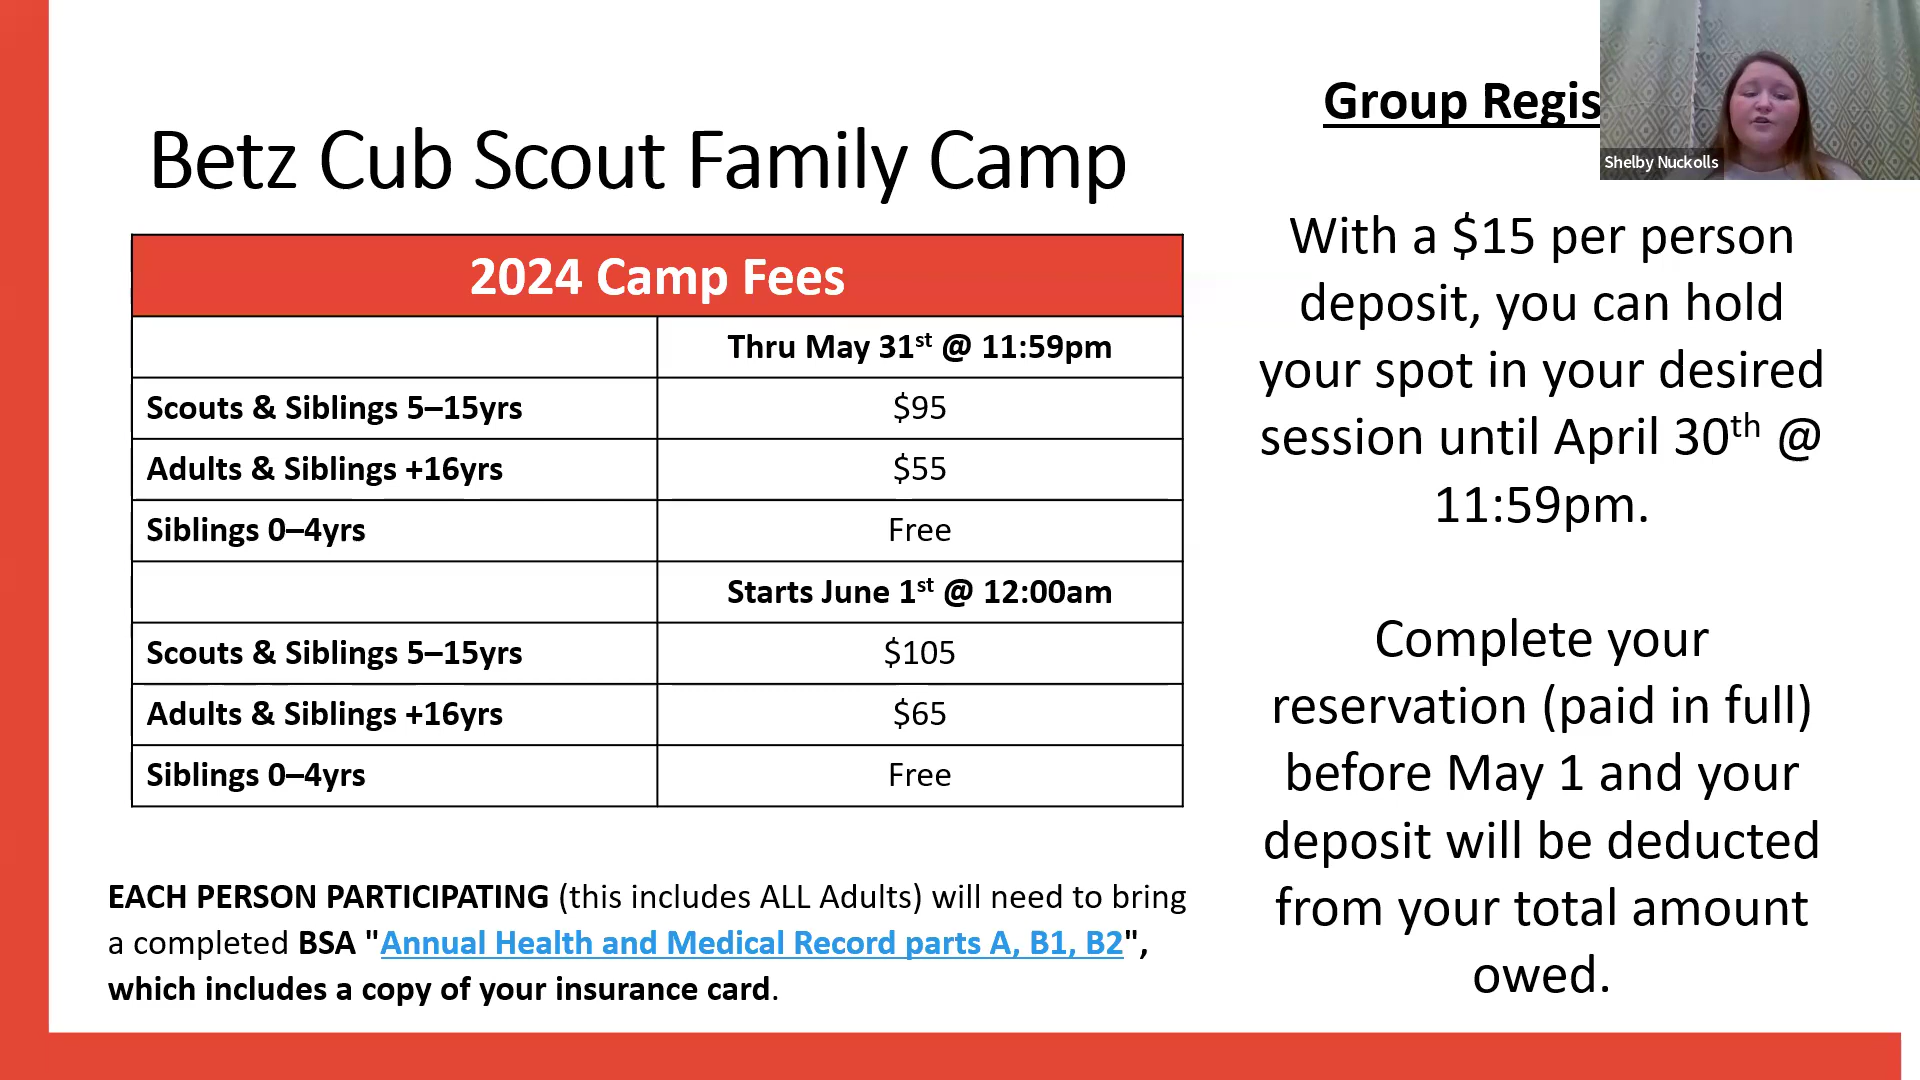 Betz Cub Scout Family Camp
2024 Camp Fees
Thru May 31st @ 11:59pm
Scouts & Siblings 5–15yrs $95
Adults & Siblings +16yrs $55
Siblings 0–4yrs Free
Starts June 1st @ 12:00am
Scouts & Siblings 5–15yrs $105
Adults & Siblings +16yrs $65
Siblings 0–4yrs Free
EACH PERSON PARTICIPATING (this includes ALL Adults) will need to bring
a completed BSA "Annual Health and Medical Record parts A, B1, B2",
which includes a copy of your insurance card.
Group Regis
With a $15 per person
deposit, you can hold
your spot in your desired
session until April 30th @
11:59pm.
Complete your
reservation (paid in full)
before May 1 and your
deposit will be deducted
from your total amount
owed.
Shelby Nuckolls